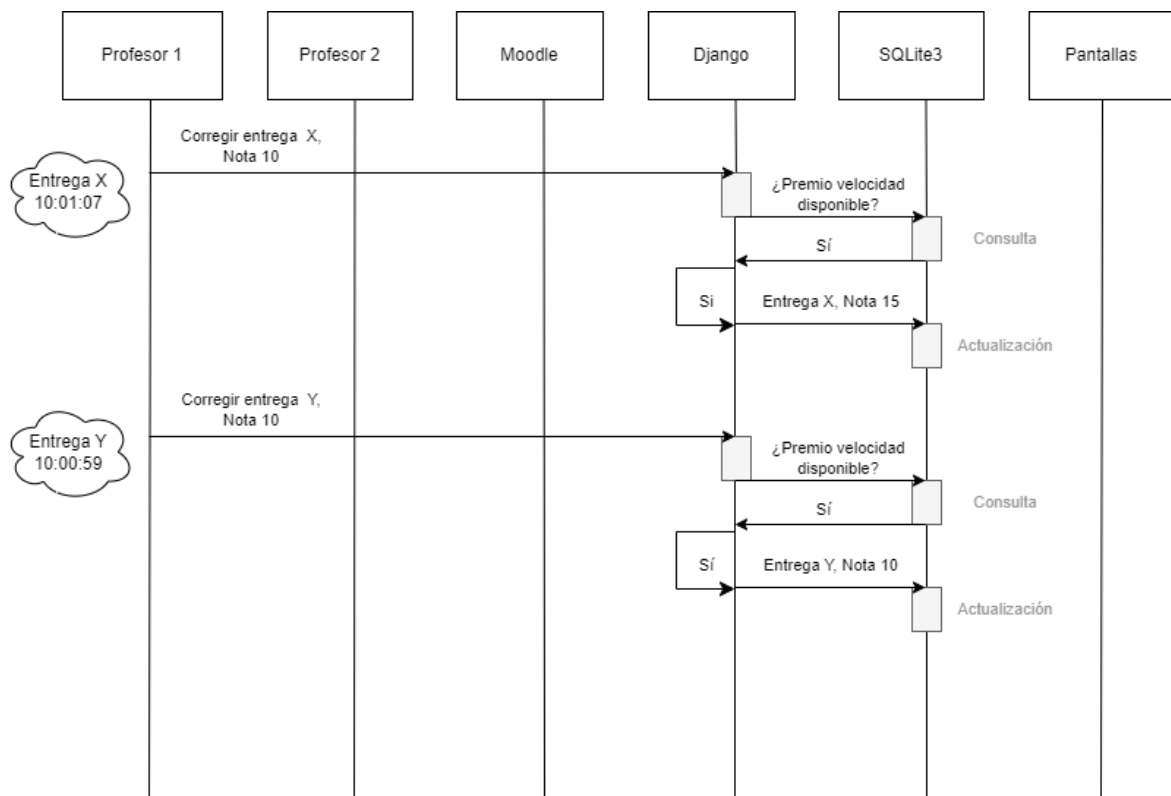 Profesor 1
Profesor 2
Moodle
Django
SQLite3
Pantallas
Corregir entrega X,
Nota 10
Entrega X
10:01:07
¿Premio velocidad
disponible?
Consulta
Sí
Si
Entrega X, Nota 15
Actualización
Corregir entrega Y,
Nota 10
Entrega Y
10:00:59
¿Premio velocidad
disponible?
Consulta
Sí
Sí
Entrega Y, Nota 10
Actualización